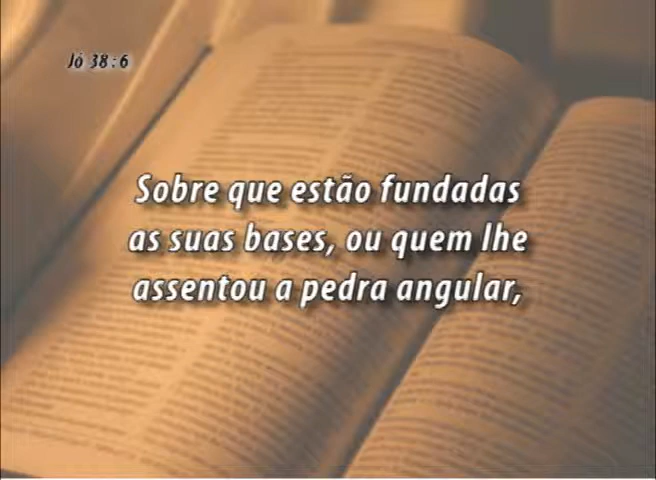 Jó 38:6
Sobre que estão fundadas
as suas bases, ou quem lhe
assentou a pedra angular,